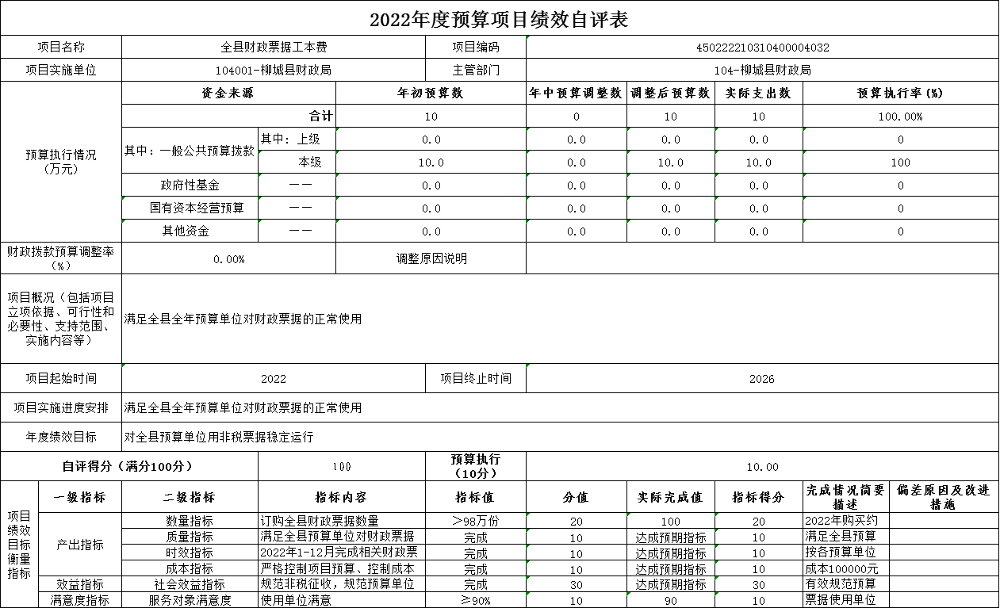 2022年度预算项目绩效自评表
项目名称 全县财政票据工本费 项目编码 450222210310400004032
项目实施单位 104001-柳城县财政局 主管部门 104-柳城县财政局
预算执行情况
(万元)
资金来源 年初预算数 年中预算调整数 调整后预算数 实际支出数 预算执行率(%)
合计 10 0 10 10 100.00%
其中：一般公共预算拨款
其中：上级 0.0 0.0 0.0 0.0 0
本级 10.0 0.0 10.0 10.0 100
政府性基金 —— 0.0 0.0 0.0 0.0 0
国有资本经营预算 —— 0.0 0.0 0.0 0.0 0
其他资金 —— 0.0 0.0 0.0 0.0 0
财政拨款预算调整率
(%)
0.00% 调整原因说明
项目概况（包括项目
立项依据、可行性和
必要性、支持范围、
实施内容等）
满足全县全年预算单位对财政票据的正常使用
项目起始时间 2022 项目终止时间 2026
项目实施进度安排 满足全县全年预算单位对财政票据的正常使用
年度绩效目标 对全县预算单位用非税票据稳定运行
自评得分（满分100分） 100 预算执行
（10分）
10.00
项目
绩效
目标
衡量
指标
一级指标 二级指标 指标内容 指标值 分值 实际完成值 指标得分 完成情况简要
描述
偏差原因及改进
措施
产出指标
数量指标 订购全县财政票据数量 ＞98万份 20 100 20 2022年购买约
质量指标 满足全县预算单位对财政票据 完成 10 达成预期指标 10 满足全县预算
时效指标 2022年1-12月完成相关财政票 完成 10 达成预期指标 10 按各预算单位
成本指标 严格控制项目预算、控制成本 完成 10 达成预期指标 10 成本100000元
效益指标 社会效益指标 规范非税征收，规范预算单位 完成 30 达成预期指标 30 有效规范预算
满意度指标 服务对象满意度 使用单位满意 ≥90% 10 90 10 票据使用单位